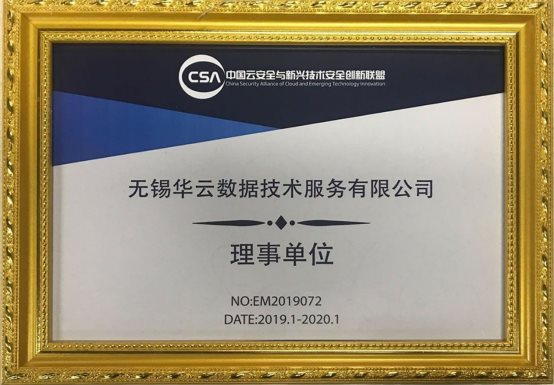 CSA 中国云安全与新兴技术安全创新联盟
China Security Alliance of Cloud and Emerging Technology Innovation
无锡华云数据技术服务有限公司
理事单位
NO:EM2019072
DATE:2019.1-2020.1